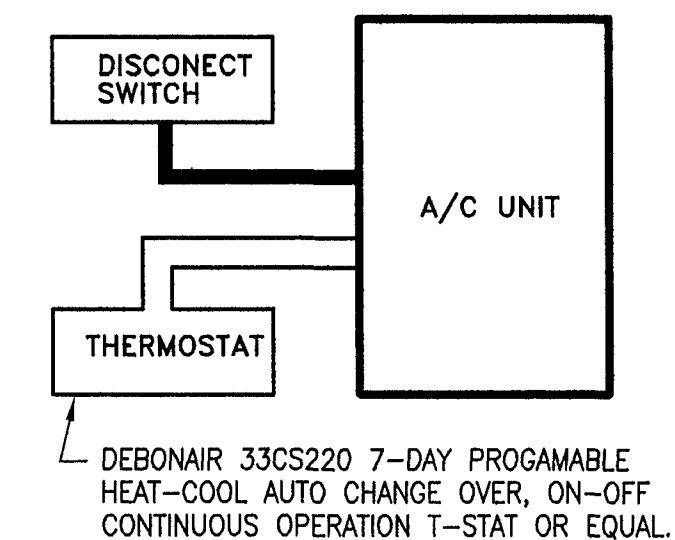 DISCONECT
SWITCH
A/C UNIT
THERMOSTAT
DEBONAIR 33CS220 7-DAY PROGAMABLE
HEAT-COOL AUTO CHANGE OVER, ON-OFF
CONTINUOUS OPERATION T-STAT OR EQUAL.